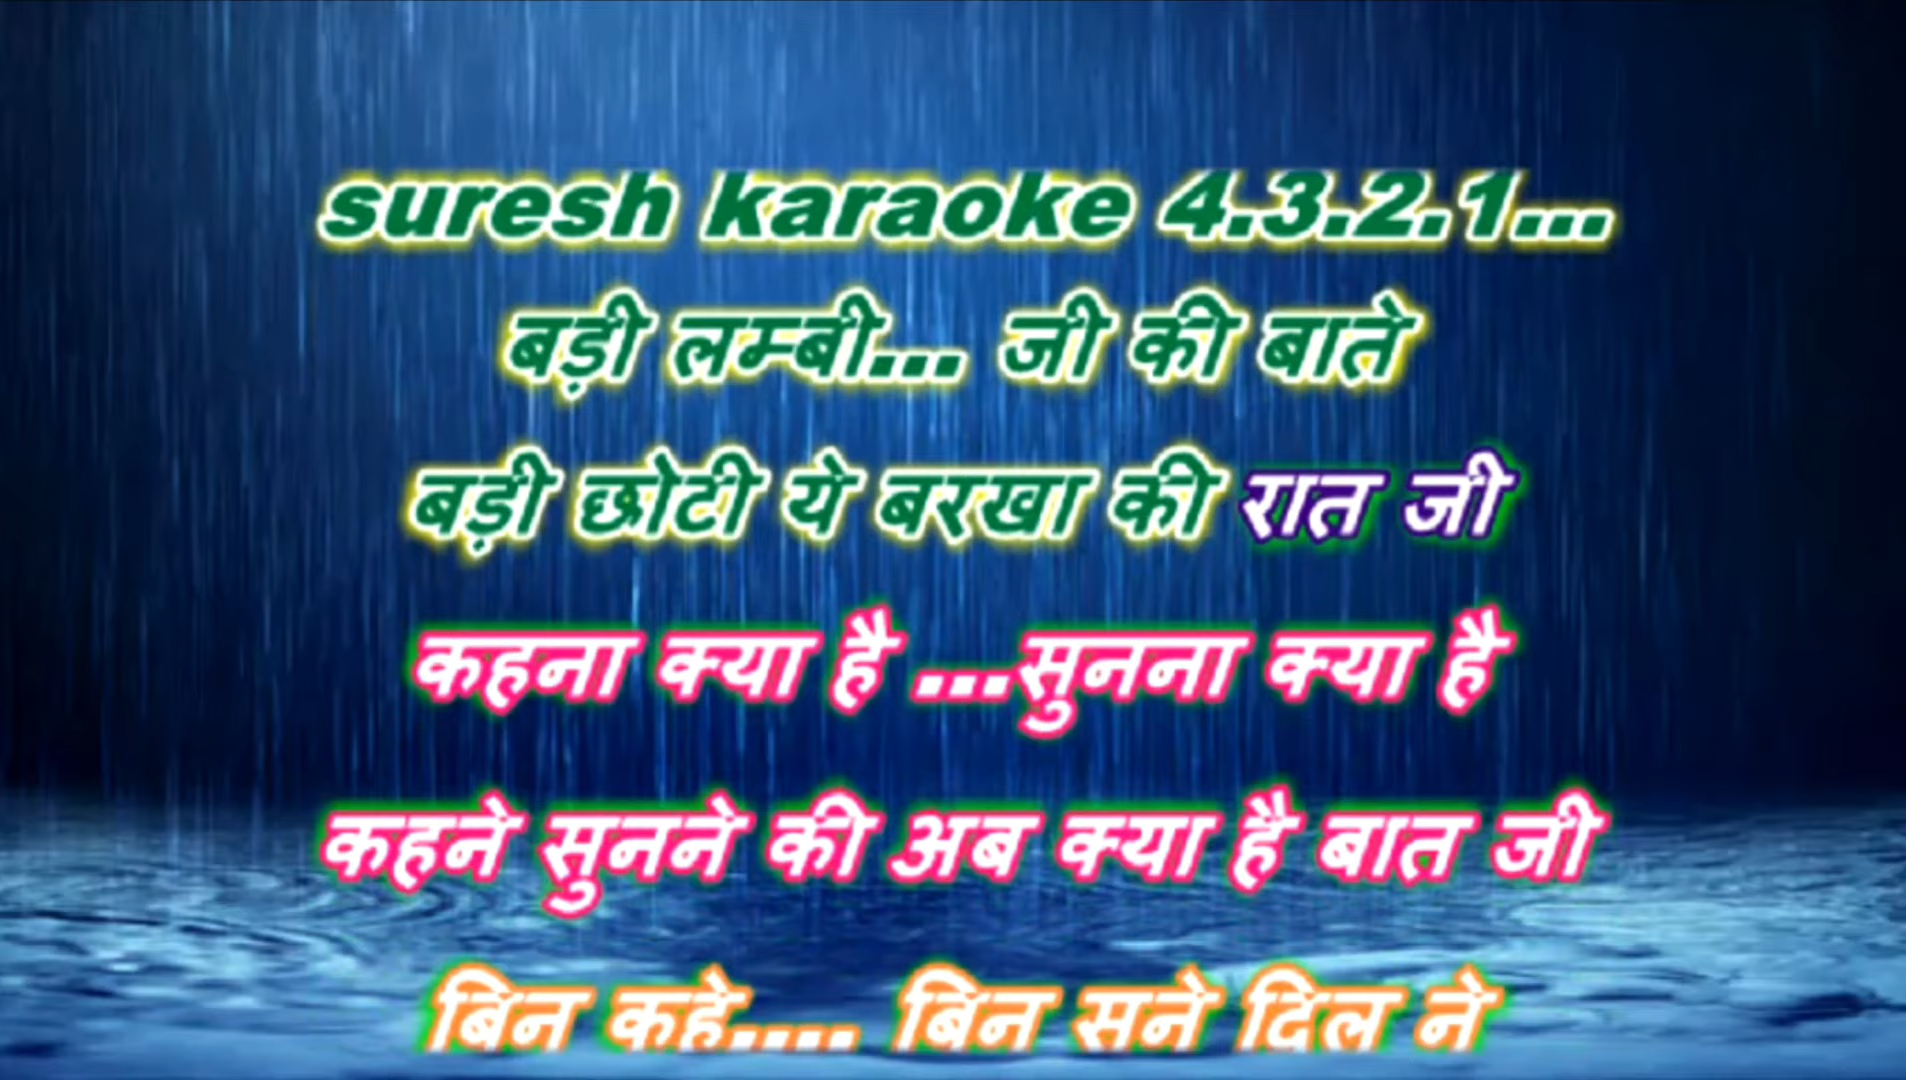 suresh karaoke 4.3.2.1...
बड़ी लम्बी... जी की बाते
बड़ी छोटी ये बरखा की रात जी
कहना क्या है ...सुनना क्या है
कहने सुनने की अब क्या है बात जी
बिन कहे.... बिन सुने दिल ने